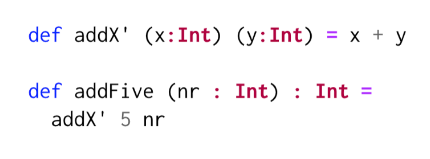 def addX' (x:Int) (y:Int) = x + y
def addFive (nr : Int) : Int =
addX' 5 nr